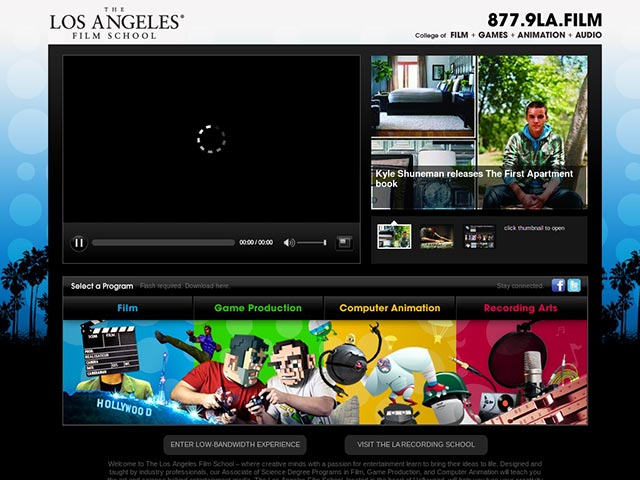 THE
LOS ANGELES®
FILM SCHOOL
877.9LA.FILM
College of FILM + GAMES + ANIMATION + AUDIO
Kyle Shuneman releases The First Apartment
book
00:00 / 00:00
click thumbnail to open
Select a Program Flash required. Download here. Stay connected.
Film Game Production Computer Animation Recording Arts
HOLLYWOOD
ENTER LOW-BANDWIDTH EXPERIENCE VISIT THE LA RECORDING SCHOOL
Welcome to The Los Angeles Film School – where creative minds with a passion for entertainment learn to bring their ideas to life. Designed and
taught by industry professionals, our Associate of Science Degree Programs in Film, Game Production, and Computer Animation will teach you